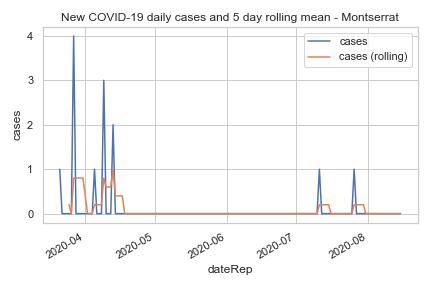 New COVID-19 daily cases and 5 day rolling mean - Montserrat
cases
cases (rolling)
4
3
2
1
0
cases
2020-04
2020-05
2020-06
2020-07
2020-08
dateRep